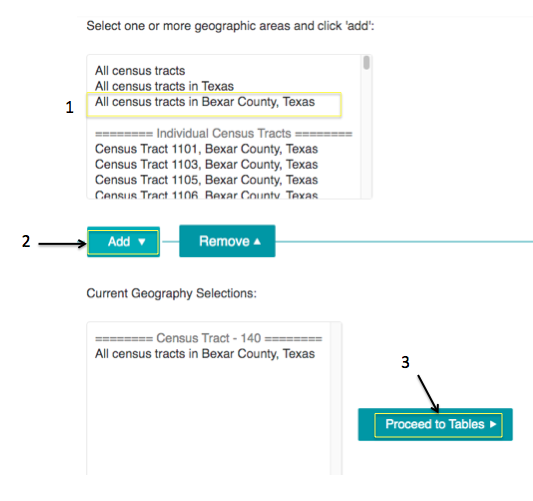 Select one or more geographic areas and click 'add':
All census tracts
All census tracts in Texas
1 All census tracts in Bexar County, Texas
======== Individual Census Tracts ========
Census Tract 1101, Bexar County, Texas
Census Tract 1103, Bexar County, Texas
Census Tract 1105, Bexar County, Texas
Census Tract 1106, Bexar County, Texas
2 Add ▼ Remove ▲
Current Geography Selections:
======== Census Tract - 140 ========
All census tracts in Bexar County, Texas
3
Proceed to Tables ▶